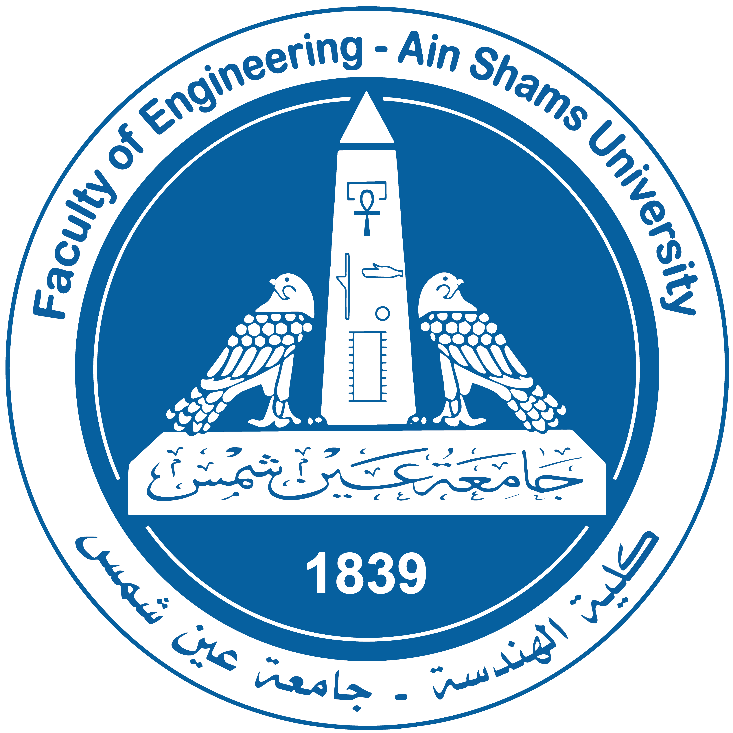 Faculty of Engineering - Ain Shams University
جامعة عين شمس
1839
كلية الهندسة - جامعة عين شمس